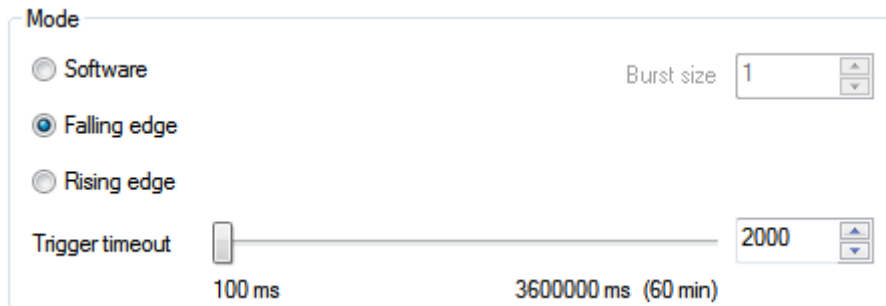 Mode
Software
Burst size 1
Falling edge
Rising edge
Trigger timeout 2000
100 ms 3600000 ms (60 min)